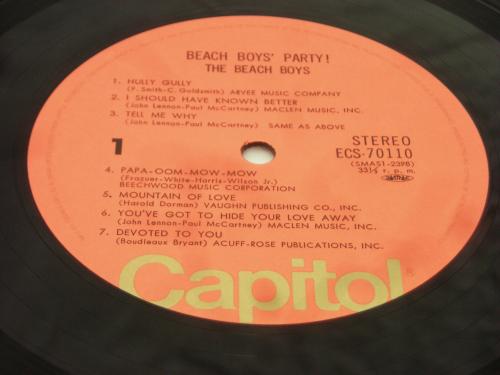 BEACH BOYS' PARTY!
THE BEACH BOYS
1. HULLY GULLY
(F. Smith-C. Goldsmith) ARVEE MUSIC COMPANY
2. I SHOULD HAVE KNOWN BETTER
(John Lennon-Paul McCartney) MACLEN MUSIC, INC.
3. TELL ME WHY
(John Lennon-Paul McCartney) SAME AS ABOVE
1
STEREO
ECS-70110
(SMAS1-2398)
33⅓ r. p. m.
4. PAPA-OOM-MOW-MOW
(Frazuer-White-Harris-Wilson Jr.)
BEECHWOOD MUSIC CORPORATION
5. MOUNTAIN OF LOVE
(Harold Dorman) VAUGHN PUBLISHING CO., INC.
6. YOU'VE GOT TO HIDE YOUR LOVE AWAY
(John Lennon-Paul McCartney) MACLEN MUSIC, INC.
7. DEVOTED TO YOU
(Boudleaux Bryant) ACUFF-ROSE PUBLICATIONS, INC.
Capitol®